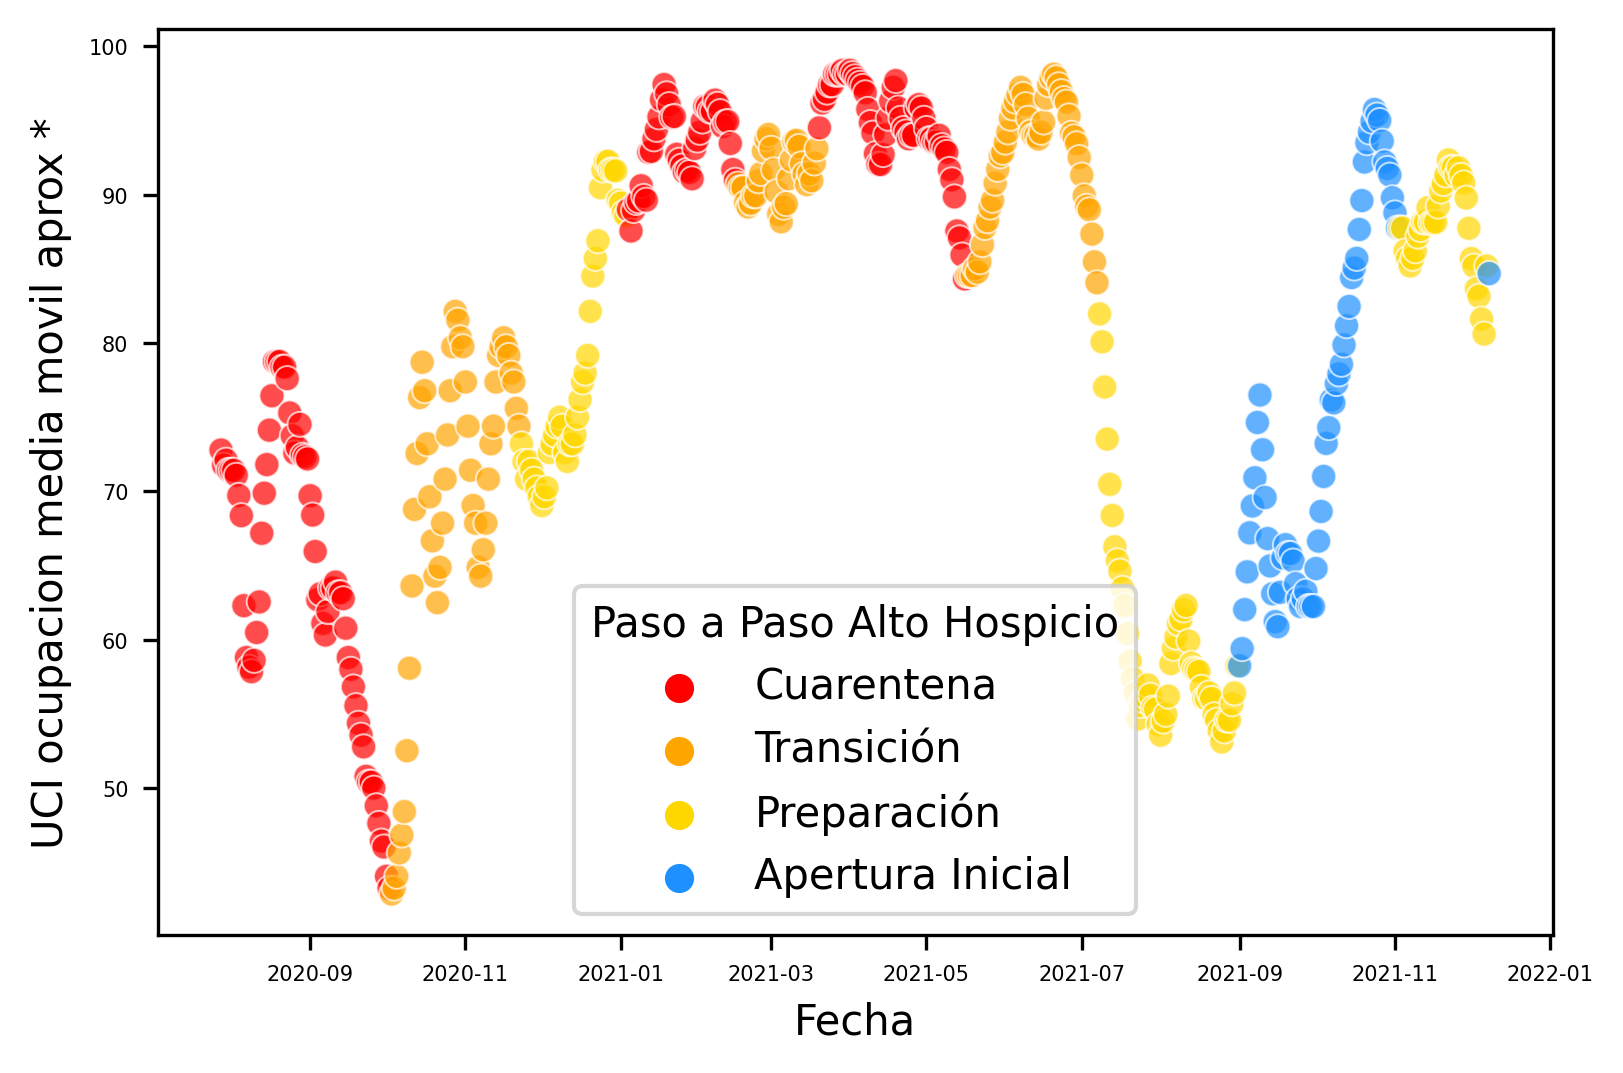 100
90
80
70
60
50
UCI ocupacion media movil aprox *
Paso a Paso Alto Hospicio
Cuarentena
Transición
Preparación
Apertura Inicial
2020-09 2020-11 2021-01 2021-03 2021-05 2021-07 2021-09 2021-11 2022-01
Fecha